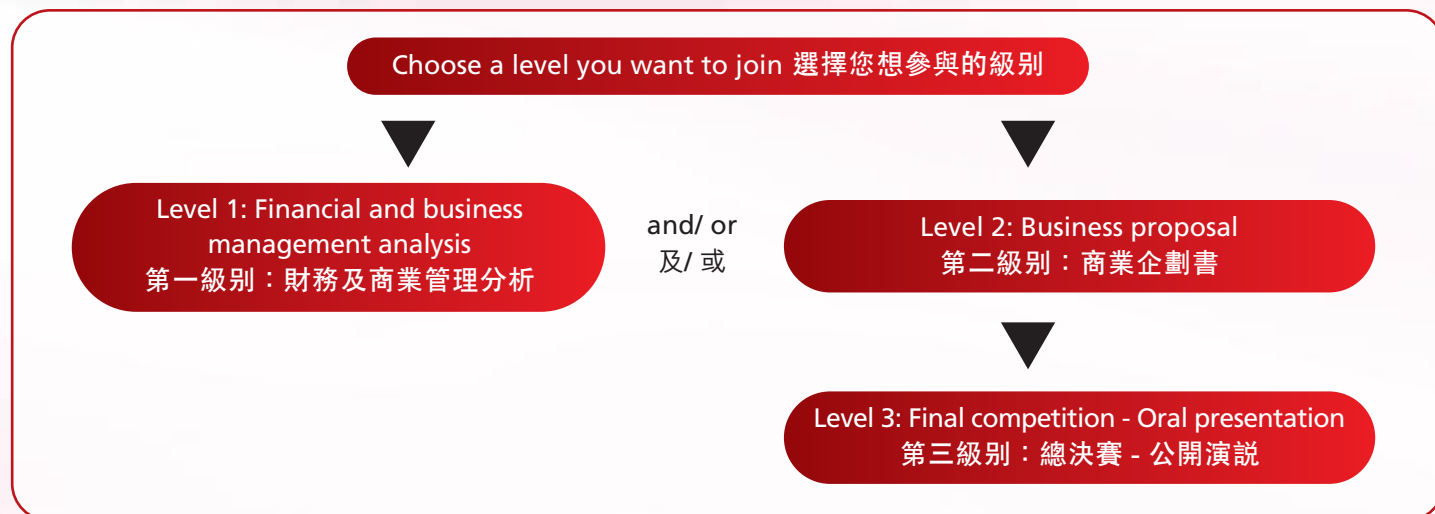 Choose a level you want to join 選擇您想參與的級別
Level 1: Financial and business
management analysis
第一級別：財務及商業管理分析
and/ or
及/ 或
Level 2: Business proposal
第二級別：商業企劃書
Level 3: Final competition - Oral presentation
第三級別：總決賽 - 公開演説